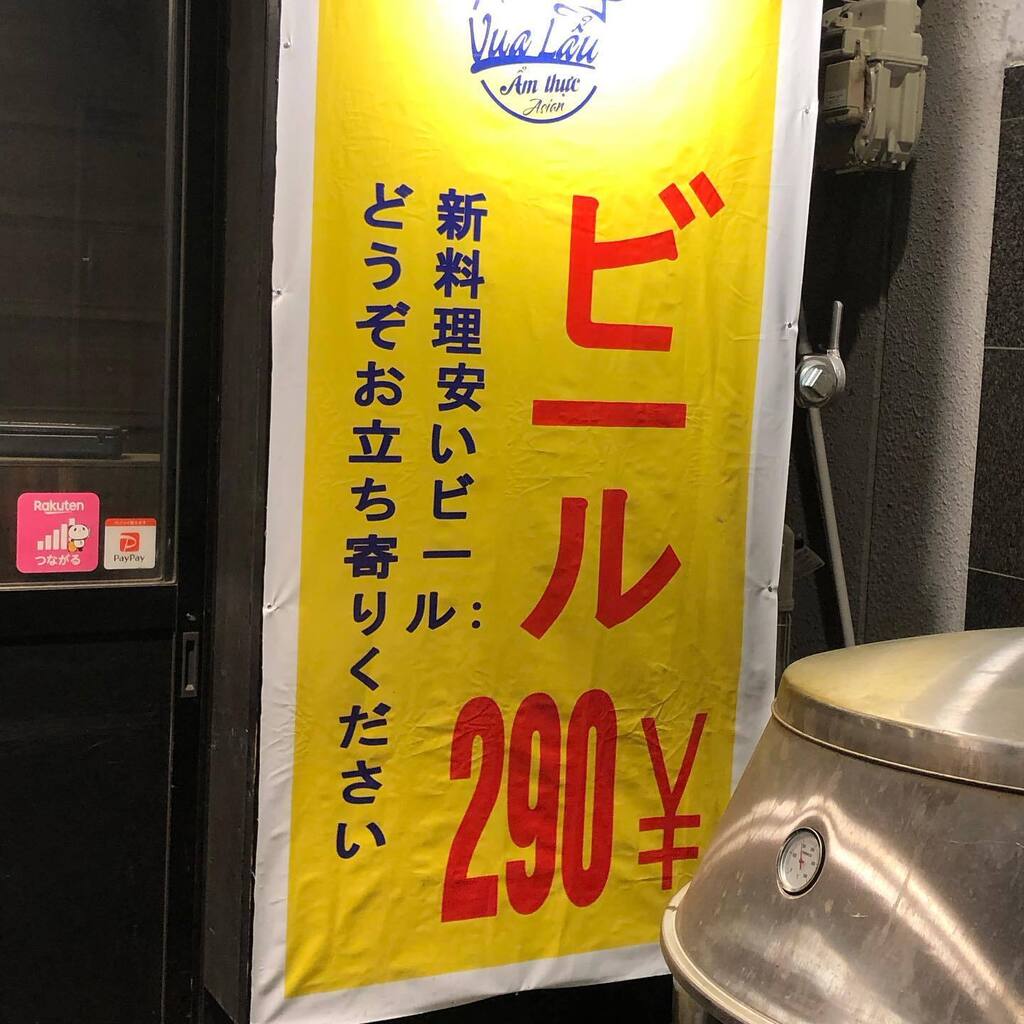 Vua Lẩu
Ẩm thực
Asian
ビール
290¥
新料理安いビール:
どうぞお立ち寄りください
Rakuten
つながる
PayPay